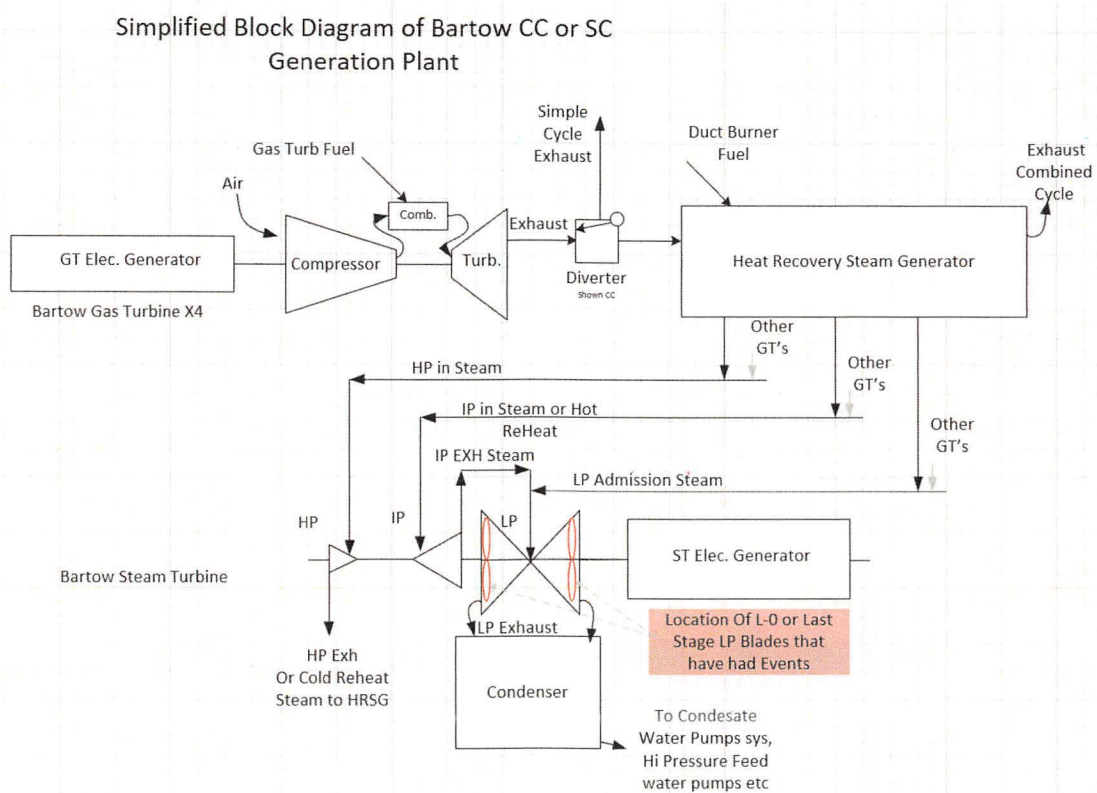 Simplified Block Diagram of Bartow CC or SC
Generation Plant
Simple
Cycle
Exhaust
Duct Burner
Fuel
Exhaust
Combined
Cycle
Gas Turb Fuel
Air
Comb.
Exhaust
GT Elec. Generator
Compressor
Turb.
Diverter
Shown CC
Heat Recovery Steam Generator
Bartow Gas Turbine X4
Other
GT's
Other
GT's
Other
GT's
HP in Steam
IP in Steam or Hot
ReHeat
IP EXH Steam
LP Admission Steam
HP
IP
LP
ST Elec. Generator
Bartow Steam Turbine
LP Exhaust
Location Of L-0 or Last
Stage LP Blades that
have had Events
HP Exh
Or Cold Reheat
Steam to HRSG
Condenser
To Condesate
Water Pumps sys,
Hi Pressure Feed
water pumps etc